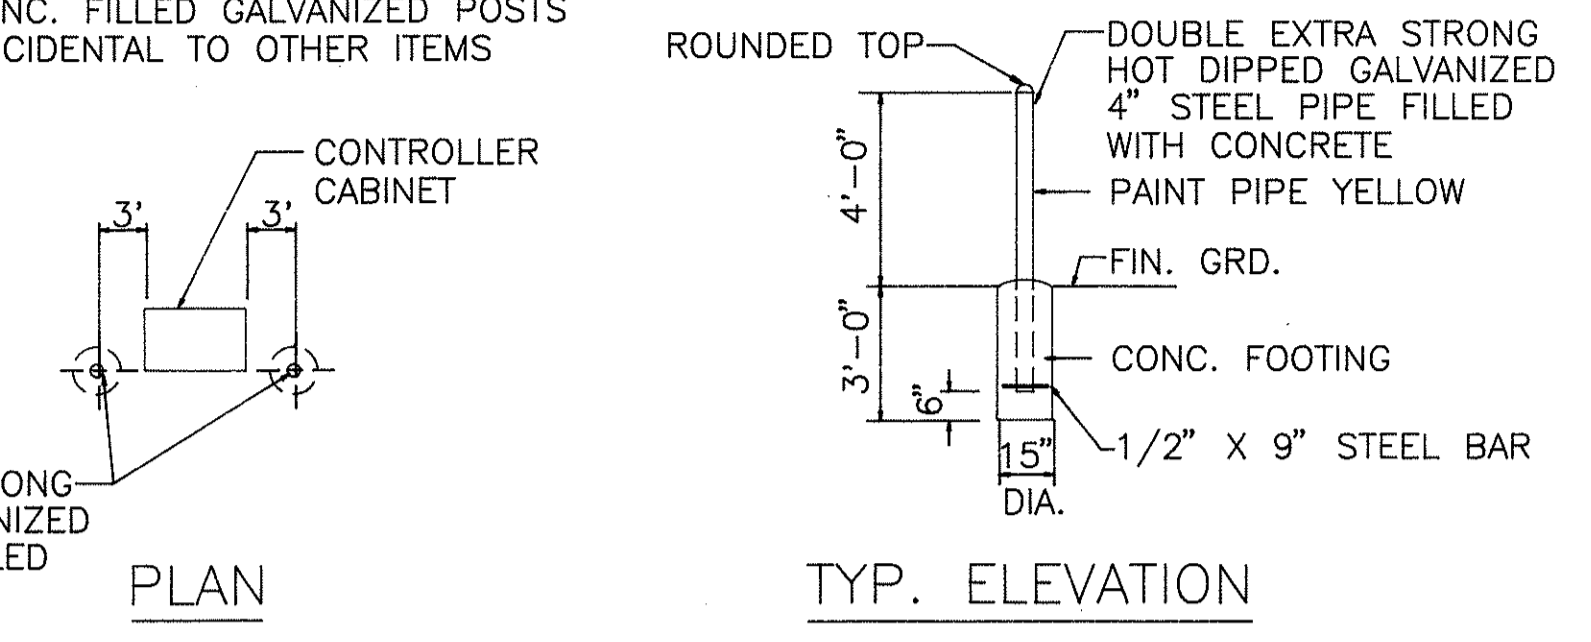 NC. FILLED GALVANIZED POSTS
CIDENTAL TO OTHER ITEMS
CONTROLLER
CABINET
3'
3'
ONG
NIZED
LED
PLAN
ROUNDED TOP
DOUBLE EXTRA STRONG
HOT DIPPED GALVANIZED
4" STEEL PIPE FILLED
WITH CONCRETE
PAINT PIPE YELLOW
4'-0"
FIN. GRD.
3'-0"
CONC. FOOTING
6"
1/2" X 9" STEEL BAR
15"
DIA.
TYP. ELEVATION